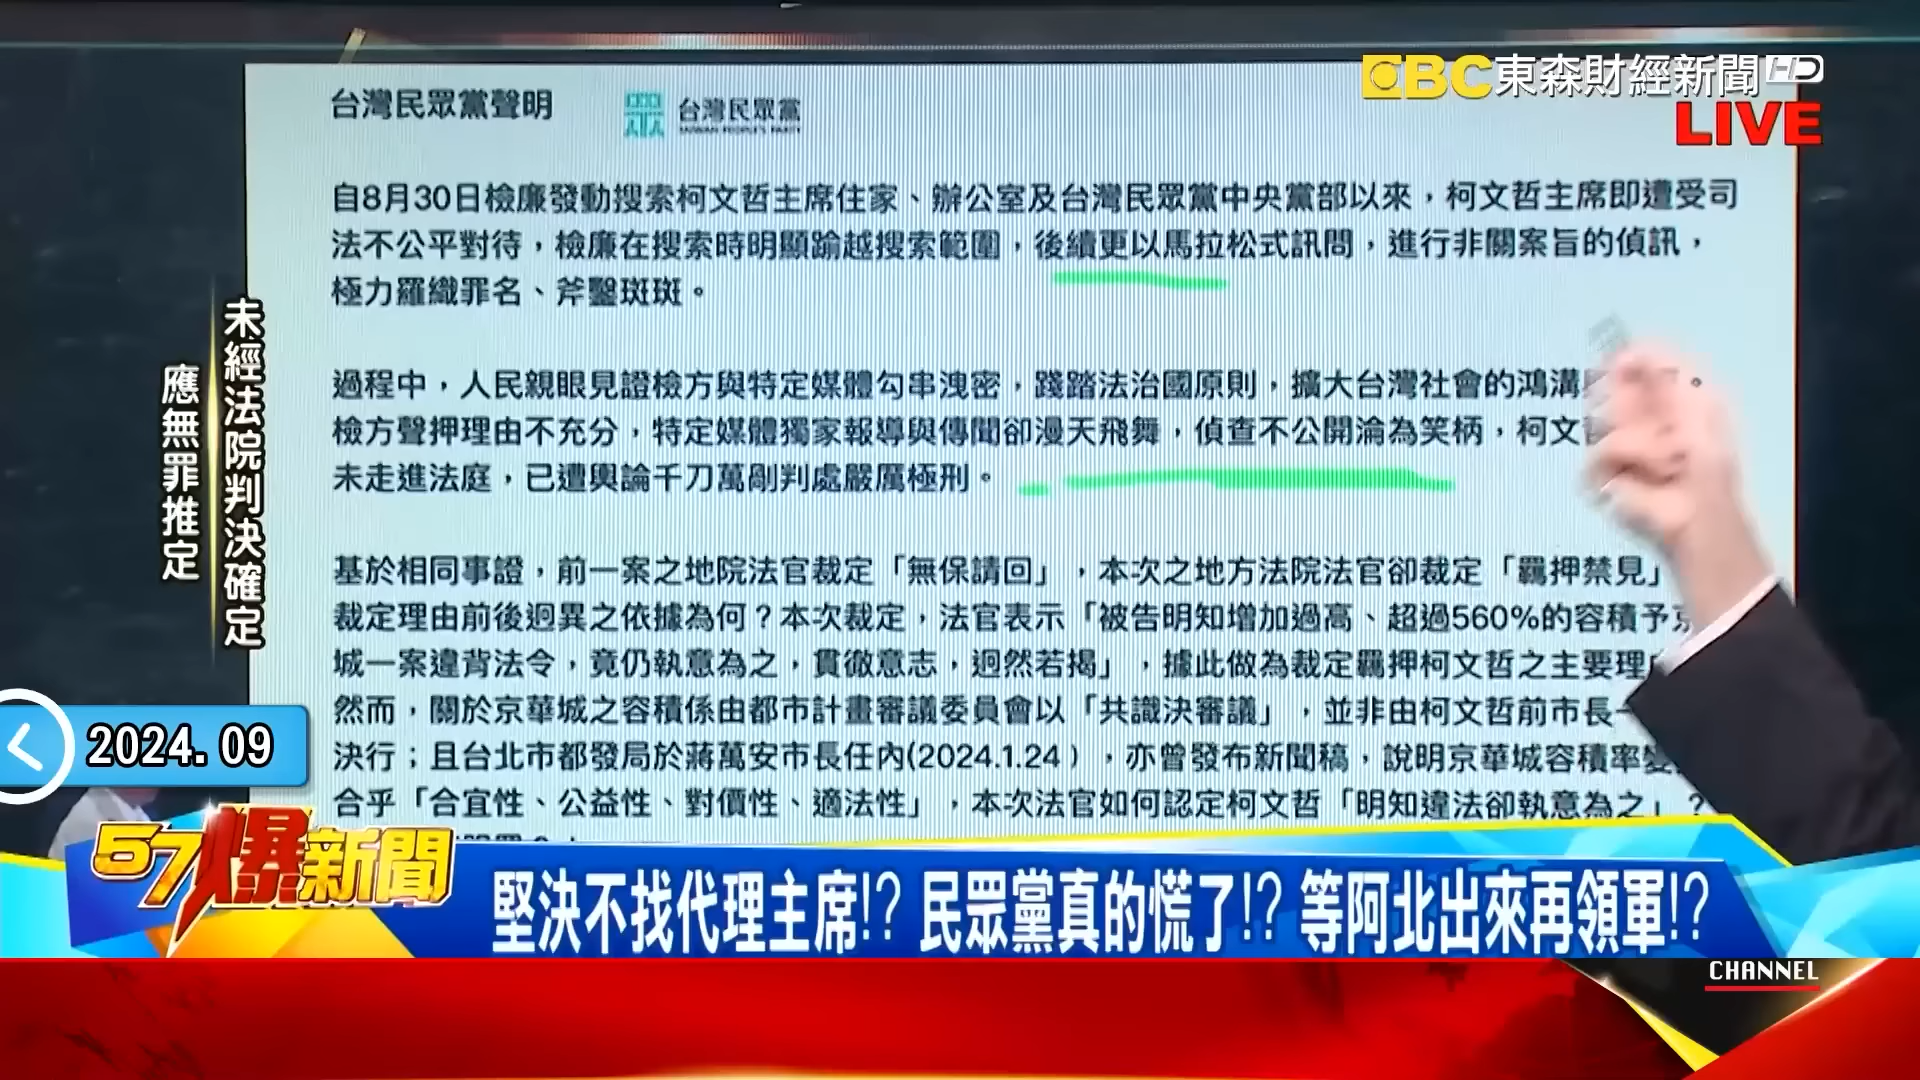 EBC 東森財經新聞 HD
LIVE
台灣民眾黨聲明
台灣民眾黨
TAIWAN PEOPLE'S PARTY
自8月30日檢廉發動搜索柯文哲主席住家、辦公室及台灣民眾黨中央黨部以來，柯文哲主席即遭受司
法不公平對待，檢廉在搜索時明顯踰越搜索範圍，後續更以馬拉松式訊問，進行非關案旨的偵訊，
極力羅織罪名、斧鑿斑斑。
過程中，人民親眼見證檢方與特定媒體勾串洩密，踐踏法治國原則，擴大台灣社會的鴻溝
檢方聲押理由不充分，特定媒體獨家報導與傳聞卻漫天飛舞，偵查不公開淪為笑柄，柯文
未走進法庭，已遭輿論千刀萬剮判處嚴厲極刑。
基於相同事證，前一案之地院法官裁定「無保請回」，本次之地方法院法官卻裁定「羈押禁見」
裁定理由前後迥異之依據為何？本次裁定，法官表示「被告明知增加過高、超過560%的容積予京
城一案違背法令，竟仍執意為之，貫徹意志，迥然若揭」，據此做為裁定羈押柯文哲之主要理
然而，關於京華城之容積係由都市計畫審議委員會以「共識決審議」，並非由柯文哲前市長一
決行；且台北市都發局於蔣萬安市長任內(2024.1.24），亦曾發布新聞稿，說明京華城容積率
合乎「合宜性、公益性、對價性、適法性」，本次法官如何認定柯文哲「明知違法卻執意為之」？
未經法院判決確定
應無罪推定
2024.09
57爆新聞
堅決不找代理主席!? 民眾黨真的慌了!? 等阿北出來再領軍!?
CHANNEL